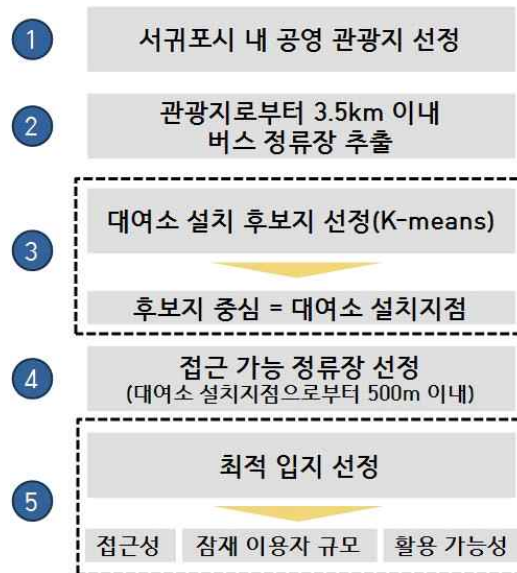 1
서귀포시 내 공영 관광지 선정
2
관광지로부터 3.5km 이내
버스 정류장 추출
3
대여소 설치 후보지 선정(K-means)
후보지 중심 = 대여소 설치지점
4
접근 가능 정류장 선정
(대여소 설치지점으로부터 500m 이내)
5
최적 입지 선정
접근성 잠재 이용자 규모 활용 가능성